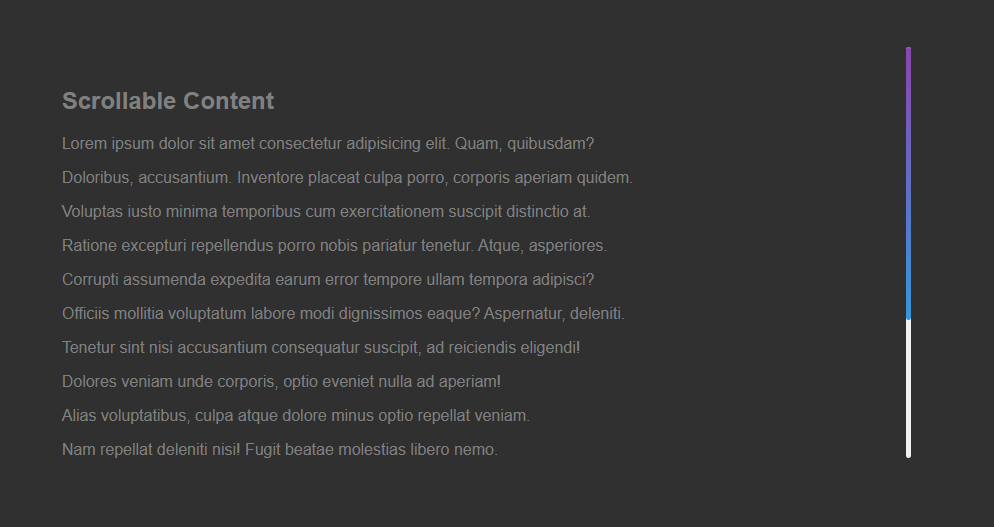 Scrollable Content
Lorem ipsum dolor sit amet consectetur adipisicing elit. Quam, quibusdam?
Doloribus, accusantium. Inventore placeat culpa porro, corporis aperiam quidem.
Voluptas iusto minima temporibus cum exercitationem suscipit distinctio at.
Ratione excepturi repellendus porro nobis pariatur tenetur. Atque, asperiores.
Corrupti assumenda expedita earum error tempore ullam tempora adipisci?
Officiis mollitia voluptatum labore modi dignissimos eaque? Aspernatur, deleniti.
Tenetur sint nisi accusantium consequatur suscipit, ad reiciendis eligendi!
Dolores veniam unde corporis, optio eveniet nulla ad aperiam!
Alias voluptatibus, culpa atque dolore minus optio repellat veniam.
Nam repellat deleniti nisi! Fugit beatae molestias libero nemo.